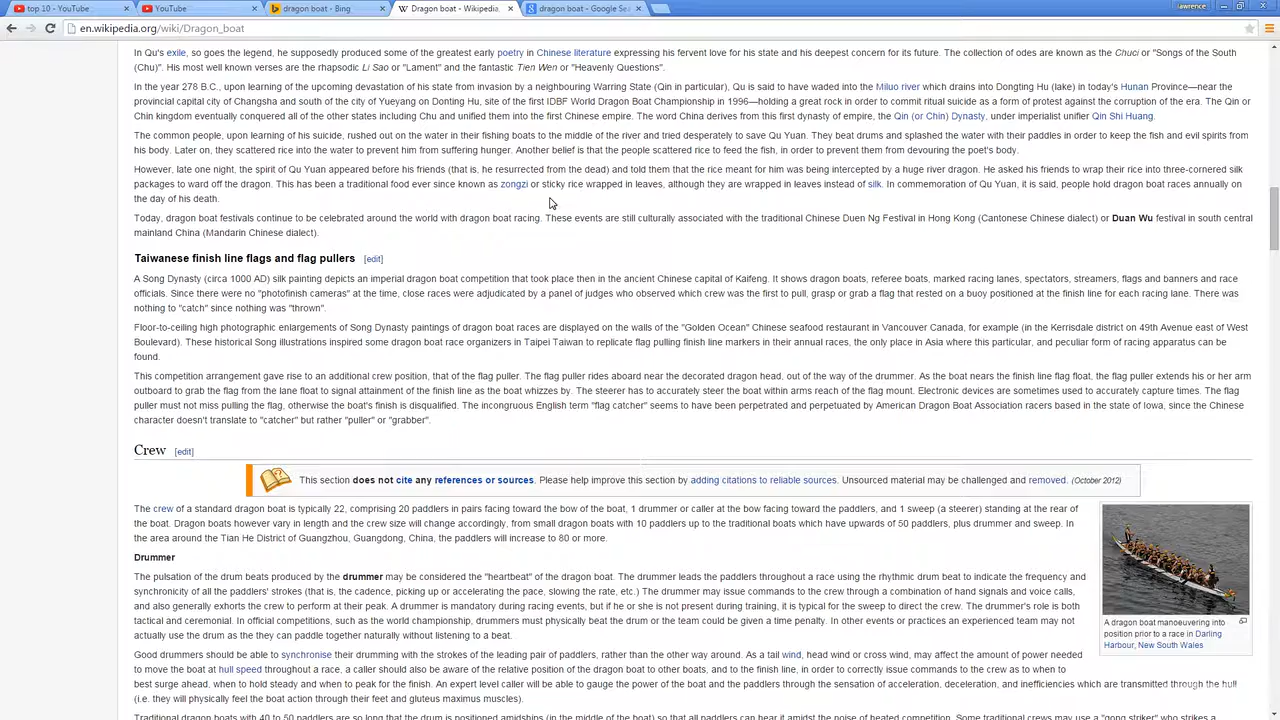 top 10 - YouTube
YouTube
dragon boat - Bing
Dragon boat - Wikipedia,
dragon boat - Google Se
lawrence
en.wikipedia.org/wiki/Dragon_boat
In Qu's exile, so goes the legend, he supposedly produced some of the greatest early poetry in Chinese literature expressing his fervent love for his state and his deepest concern for its future. The collection of odes are known as the Chuci or "Songs of the South
(Chu)". His most well known verses are the rhapsodic Li Sao or "Lament" and the fantastic Tien Wen or "Heavenly Questions".
In the year 278 B.C., upon learning of the upcoming devastation of his state from invasion by a neighbouring Warring State (Qin in particular), Qu is said to have waded into the Miluo river which drains into Dongting Hu (lake) in today's Hunan Province—near the
provincial capital city of Changsha and south of the city of Yueyang on Donting Hu, site of the first IDBF World Dragon Boat Championship in 1996—holding a great rock in order to commit ritual suicide as a form of protest against the corruption of the era. The Qin or
Chin kingdom eventually conquered all of the other states including Chu and unified them into the first Chinese empire. The word China derives from this first dynasty of empire, the Qin (or Chin) Dynasty, under imperialist unifier Qin Shi Huang.
The common people, upon learning of his suicide, rushed out on the water in their fishing boats to the middle of the river and tried desperately to save Qu Yuan. They beat drums and splashed the water with their paddles in order to keep the fish and evil spirits from
his body. Later on, they scattered rice into the water to prevent him from suffering hunger. Another belief is that the people scattered rice to feed the fish, in order to prevent them from devouring the poet's body.
However, late one night, the spirit of Qu Yuan appeared before his friends (that is, he resurrected from the dead) and told them that the rice meant for him was being intercepted by a huge river dragon. He asked his friends to wrap their rice into three-cornered silk
packages to ward off the dragon. This has been a traditional food ever since known as zongzi or sticky rice wrapped in leaves, although they are wrapped in leaves instead of silk. In commemoration of Qu Yuan, it is said, people hold dragon boat races annually on
the day of his death.
Today, dragon boat festivals continue to be celebrated around the world with dragon boat racing. These events are still culturally associated with the traditional Chinese Duen Ng Festival in Hong Kong (Cantonese Chinese dialect) or Duan Wu festival in south central
mainland China (Mandarin Chinese dialect).
Taiwanese finish line flags and flag pullers [edit]
A Song Dynasty (circa 1000 AD) silk painting depicts an imperial dragon boat competition that took place then in the ancient Chinese capital of Kaifeng. It shows dragon boats, referee boats, marked racing lanes, spectators, streamers, flags and banners and race
officials. Since there were no "photofinish cameras" at the time, close races were adjudicated by a panel of judges who observed which crew was the first to pull, grasp or grab a flag that rested on a buoy positioned at the finish line for each racing lane. There was
nothing to "catch" since nothing was "thrown".
Floor-to-ceiling high photographic enlargements of Song Dynasty paintings of dragon boat races are displayed on the walls of the "Golden Ocean" Chinese seafood restaurant in Vancouver Canada, for example (in the Kerrisdale district on 49th Avenue east of West
Boulevard). These historical Song illustrations inspired some dragon boat race organizers in Taipei Taiwan to replicate flag pulling finish line markers in their annual races, the only place in Asia where this particular, and peculiar form of racing apparatus can be
found.
This competition arrangement gave rise to an additional crew position, that of the flag puller. The flag puller rides aboard near the decorated dragon head, out of the way of the drummer. As the boat nears the finish line flag float, the flag puller extends his or her arm
outboard to grab the flag from the lane float to signal attainment of the finish line as the boat whizzes by. The steerer has to accurately steer the boat within arms reach of the flag mount. Electronic devices are sometimes used to accurately capture times. The flag
puller must not miss pulling the flag, otherwise the boat's finish is disqualified. The incongruous English term "flag catcher" seems to have been perpetrated and perpetuated by American Dragon Boat Association racers based in the state of Iowa, since the Chinese
character doesn't translate to "catcher" but rather "puller" or "grabber".
Crew [edit]
This section does not cite any references or sources. Please help improve this section by adding citations to reliable sources. Unsourced material may be challenged and removed. (October 2012)
The crew of a standard dragon boat is typically 22, comprising 20 paddlers in pairs facing toward the bow of the boat, 1 drummer or caller at the bow facing toward the paddlers, and 1 sweep (a steerer) standing at the rear of
the boat. Dragon boats however vary in length and the crew size will change accordingly, from small dragon boats with 10 paddlers up to the traditional boats which have upwards of 50 paddlers, plus drummer and sweep. In
the area around the Tian He District of Guangzhou, Guangdong, China, the paddlers will increase to 80 or more.
Drummer
The pulsation of the drum beats produced by the drummer may be considered the "heartbeat" of the dragon boat. The drummer leads the paddlers throughout a race using the rhythmic drum beat to indicate the frequency and
synchronicity of all the paddlers' strokes (that is, the cadence, picking up or accelerating the pace, slowing the rate, etc.) The drummer may issue commands to the crew through a combination of hand signals and voice calls,
and also generally exhorts the crew to perform at their peak. A drummer is mandatory during racing events, but if he or she is not present during training, it is typical for the sweep to direct the crew. The drummer's role is both
tactical and ceremonial. In official competitions, such as the world championship, drummers must physically beat the drum or the team could be given a time penalty. In other events or practices an experienced team may not
actually use the drum as they can paddle together naturally without listening to a beat.
Good drummers should be able to synchronise their drumming with the strokes of the leading pair of paddlers, rather than the other way around. As a tail wind, head wind or cross wind, may affect the amount of power needed
to move the boat at hull speed throughout a race, a caller should also be aware of the relative position of the dragon boat to other boats, and to the finish line, in order to correctly issue commands to the crew as to when to
best surge ahead, when to hold steady and when to peak for the finish. An expert level caller will be able to gauge the power of the boat and the paddlers through the sensation of acceleration, deceleration, and inefficiencies which are transmitted through the hull
(i.e. they will physically feel the boat action through their feet and gluteus maximus muscles).
Traditional dragon boats with 40 to 50 paddlers are so long that the drum is positioned amidships (in the middle of the boat) so that all paddlers can hear it amidst the noise of heated competition. Some traditional crews may use a "gong striker" who strikes a
A dragon boat manoeuvering into
position prior to a race in Darling
Harbour, New South Wales